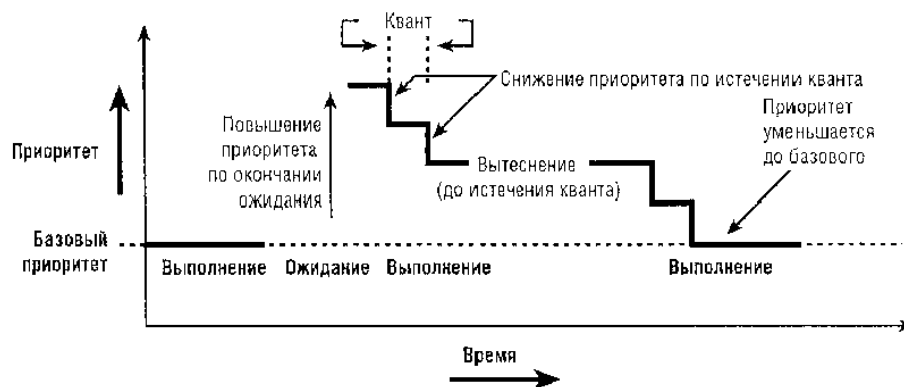 Квант
Снижение приоритета по истечении кванта
Приоритет
уменьшается
до базового
Повышение
приоритета
по окончании
ожидания
Приоритет
Вытеснение
(до истечения кванта)
Базовый
приоритет
Выполнение
Ожидание
Выполнение
Выполнение
Время